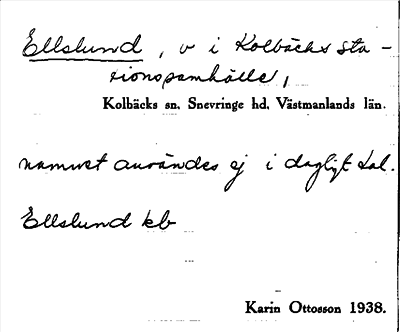 Ellslund, v i Kolbäcks sta-
tionssamhälle,
Kolbäcks sn. Snevringe hd. Västmanlands län.
namnet användes ej i dagligt tal.
Ellslund kb
Karin Ottosson 1938.